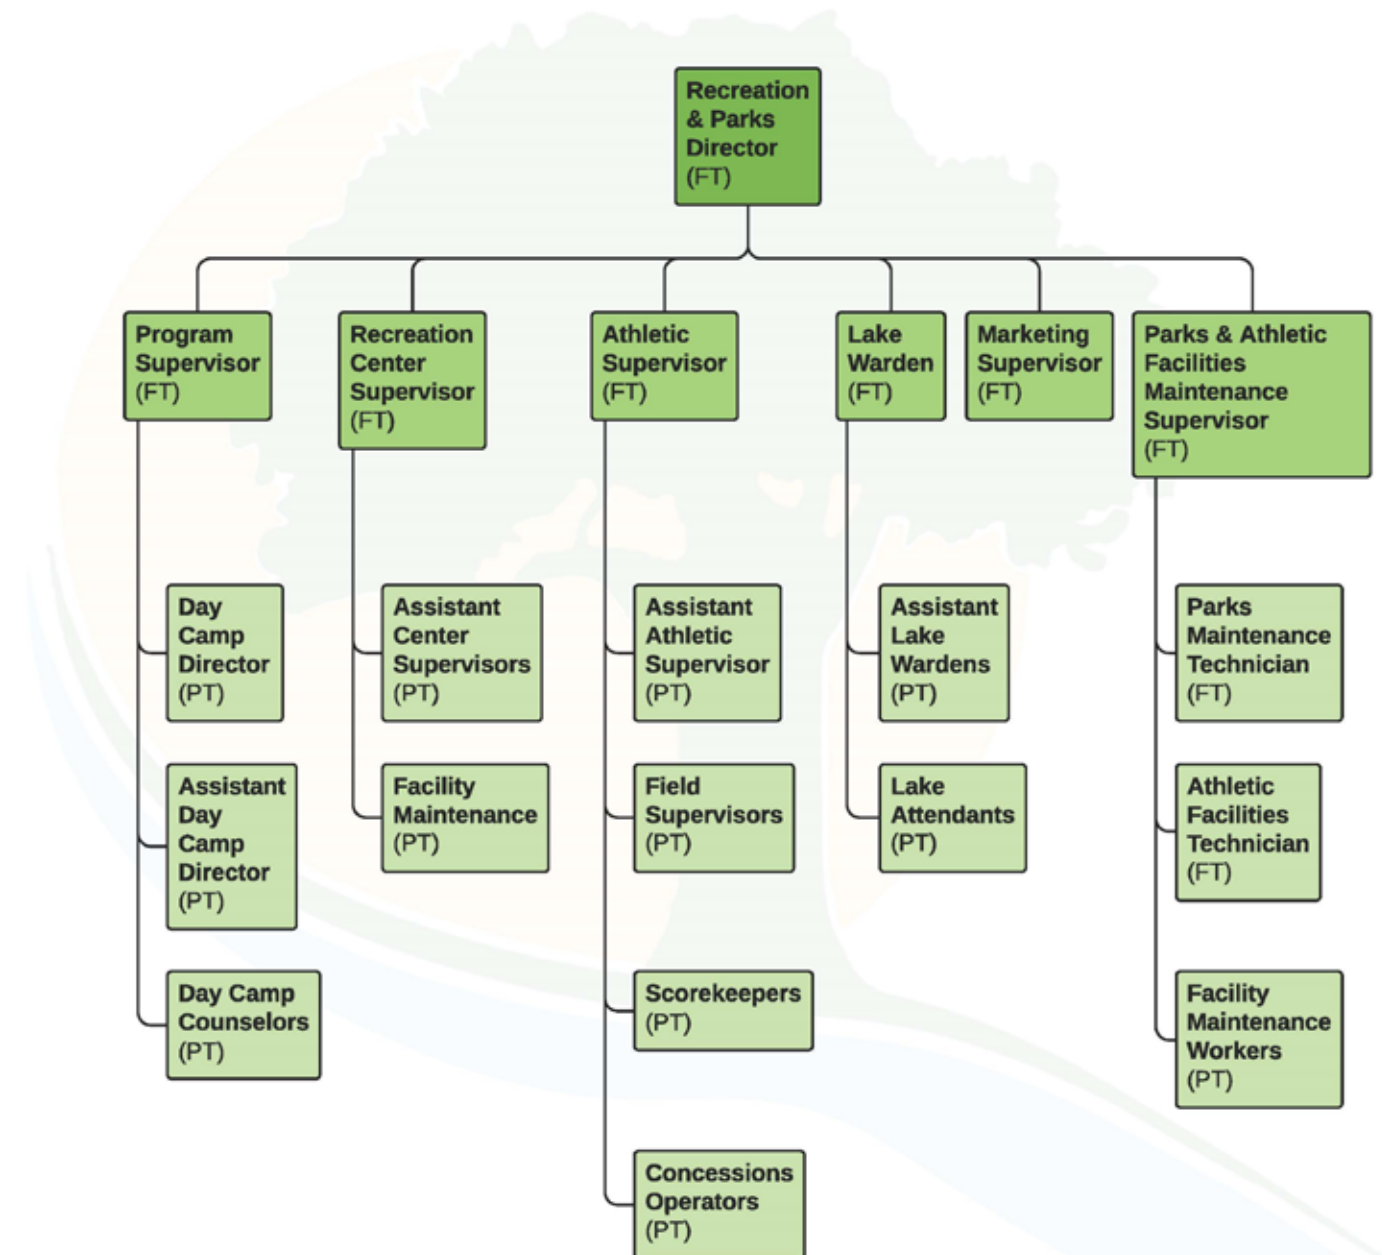 Recreation
& Parks
Director
(FT)
Program
Supervisor
(FT)
Recreation
Center
Supervisor
(FT)
Athletic
Supervisor
(FT)
Lake
Warden
(FT)
Marketing
Supervisor
(FT)
Parks & Athletic
Facilities
Maintenance
Supervisor
(FT)
Day
Camp
Director
(PT)
Assistant
Day
Camp
Director
(PT)
Day Camp
Counselors
(PT)
Assistant
Center
Supervisors
(PT)
Facility
Maintenance
(PT)
Assistant
Athletic
Supervisor
(PT)
Field
Supervisors
(PT)
Scorekeepers
(PT)
Concessions
Operators
(PT)
Assistant
Lake
Wardens
(PT)
Lake
Attendants
(PT)
Parks
Maintenance
Technician
(FT)
Athletic
Facilities
Technician
(FT)
Facility
Maintenance
Workers
(PT)